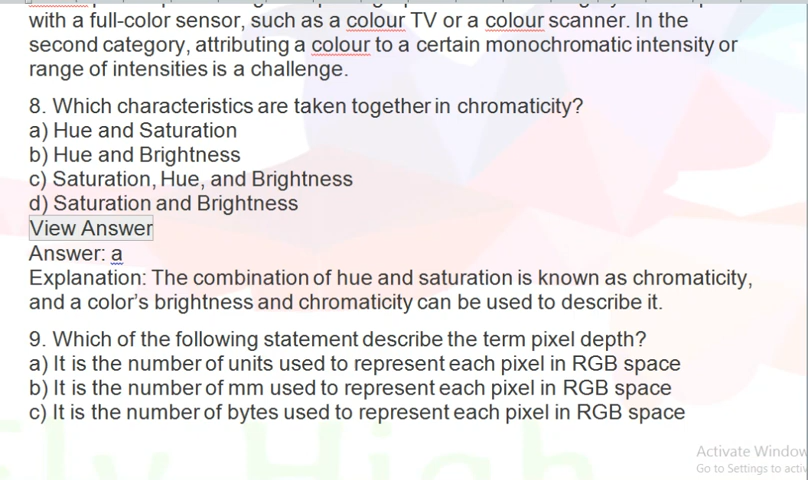 with a full-color sensor, such as a colour TV or a colour scanner. In the
second category, attributing a colour to a certain monochromatic intensity or
range of intensities is a challenge.
8. Which characteristics are taken together in chromaticity?
a) Hue and Saturation
b) Hue and Brightness
c) Saturation, Hue, and Brightness
d) Saturation and Brightness
View Answer
Answer: a
Explanation: The combination of hue and saturation is known as chromaticity,
and a color's brightness and chromaticity can be used to describe it.
9. Which of the following statement describe the term pixel depth?
a) It is the number of units used to represent each pixel in RGB space
b) It is the number of mm used to represent each pixel in RGB space
c) It is the number of bytes used to represent each pixel in RGB space
Fly High
Activate Window
Go to Settings to activ